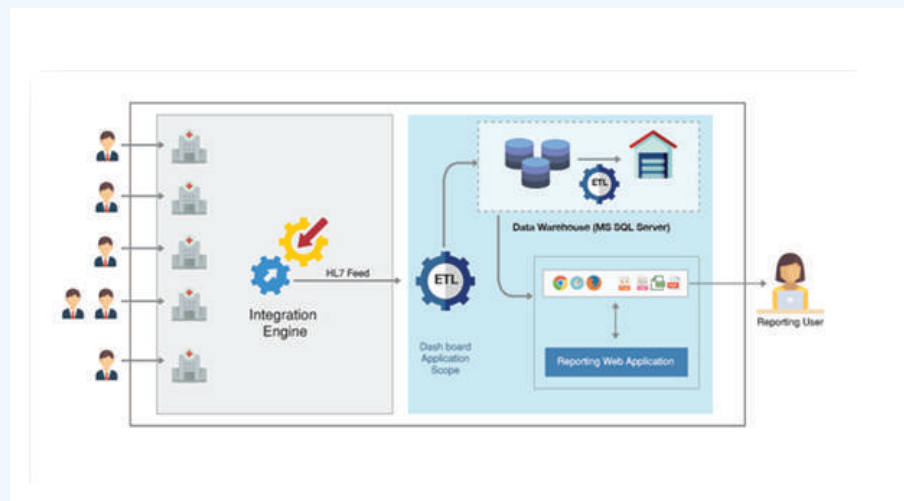 HL7 Feed
Integration
Engine
ETL
Dash board
Application
Scope
ETL
Data Warehouse (MS SQL Server)
Reporting Web Application
Reporting User